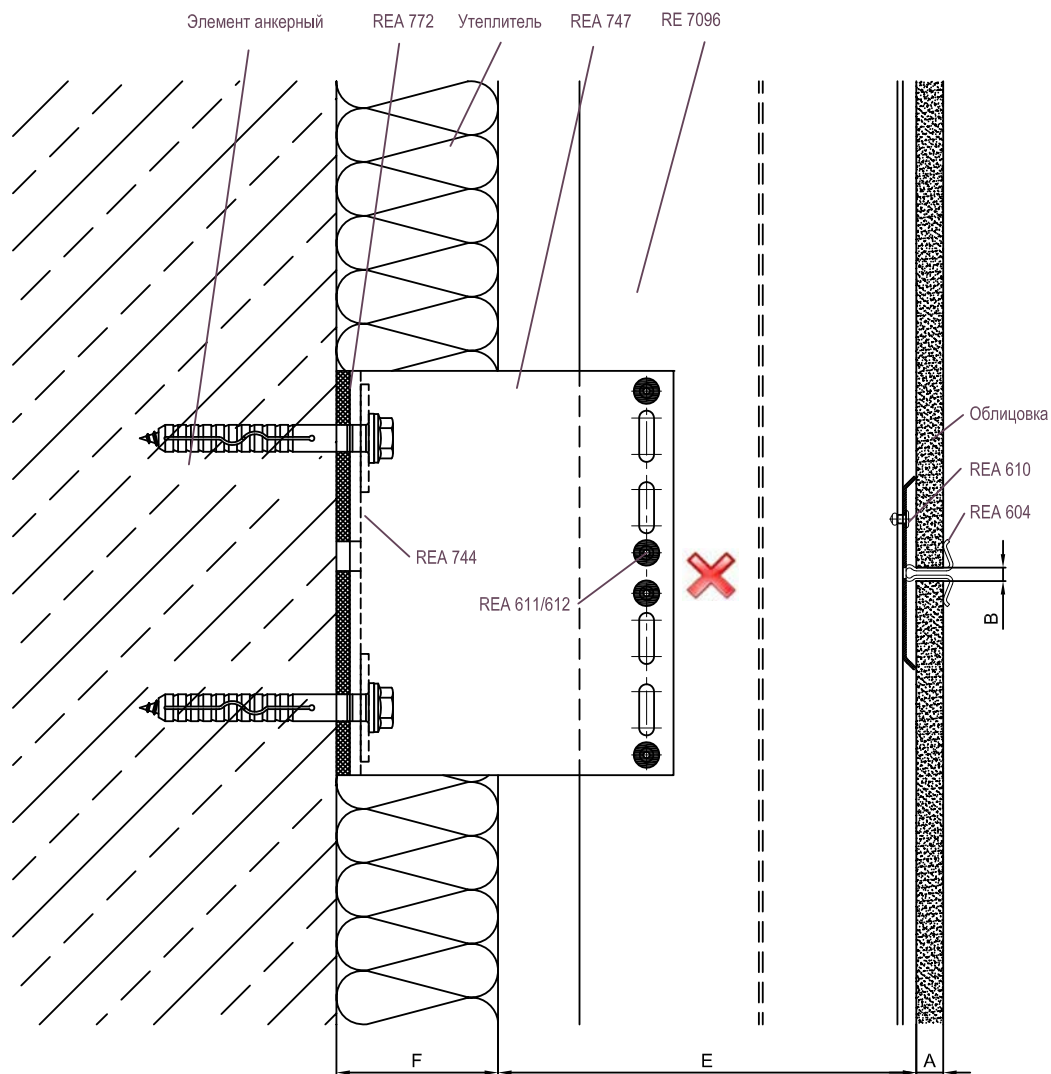 Элемент анкерный
REA 772
Утеплитель
REA 747
RE 7096
Облицовка
REA 610
REA 604
REA 744
REA 611/612
B
F
E
A